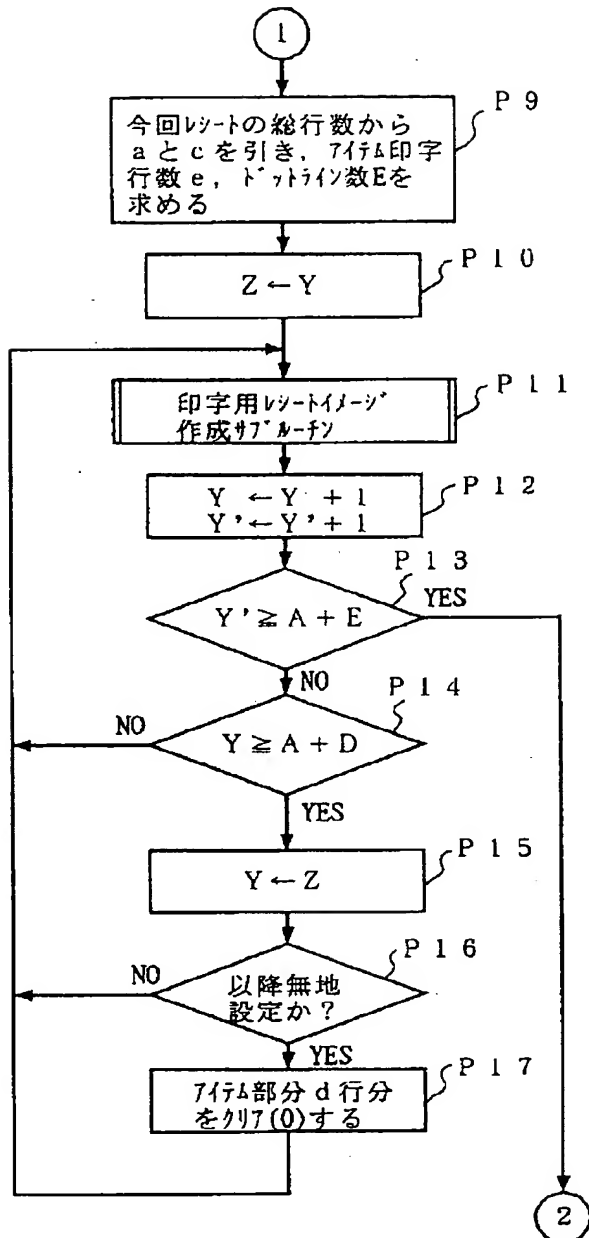 1
P9
今回ﾚｼｰﾄの総行数から
aとcを引き，ｱｲﾃﾑ印字
行数e，ﾄﾞｯﾄﾗｲﾝ数Eを
求める
P10
Z←Y
P11
印字用ﾚｼｰﾄｲﾒｰｼﾞ
作成ｻﾌﾞﾙｰﾁﾝ
P12
Y ←Y +1
Y'←Y'+1
P13
YES
Y'≧A+E
NO
P14
NO
Y≧A+D
YES
P15
Y←Z
P16
NO
以降無地
設定か？
YES
P17
ｱｲﾃﾑ部分d行分
をｸﾘｱ(0)する
2